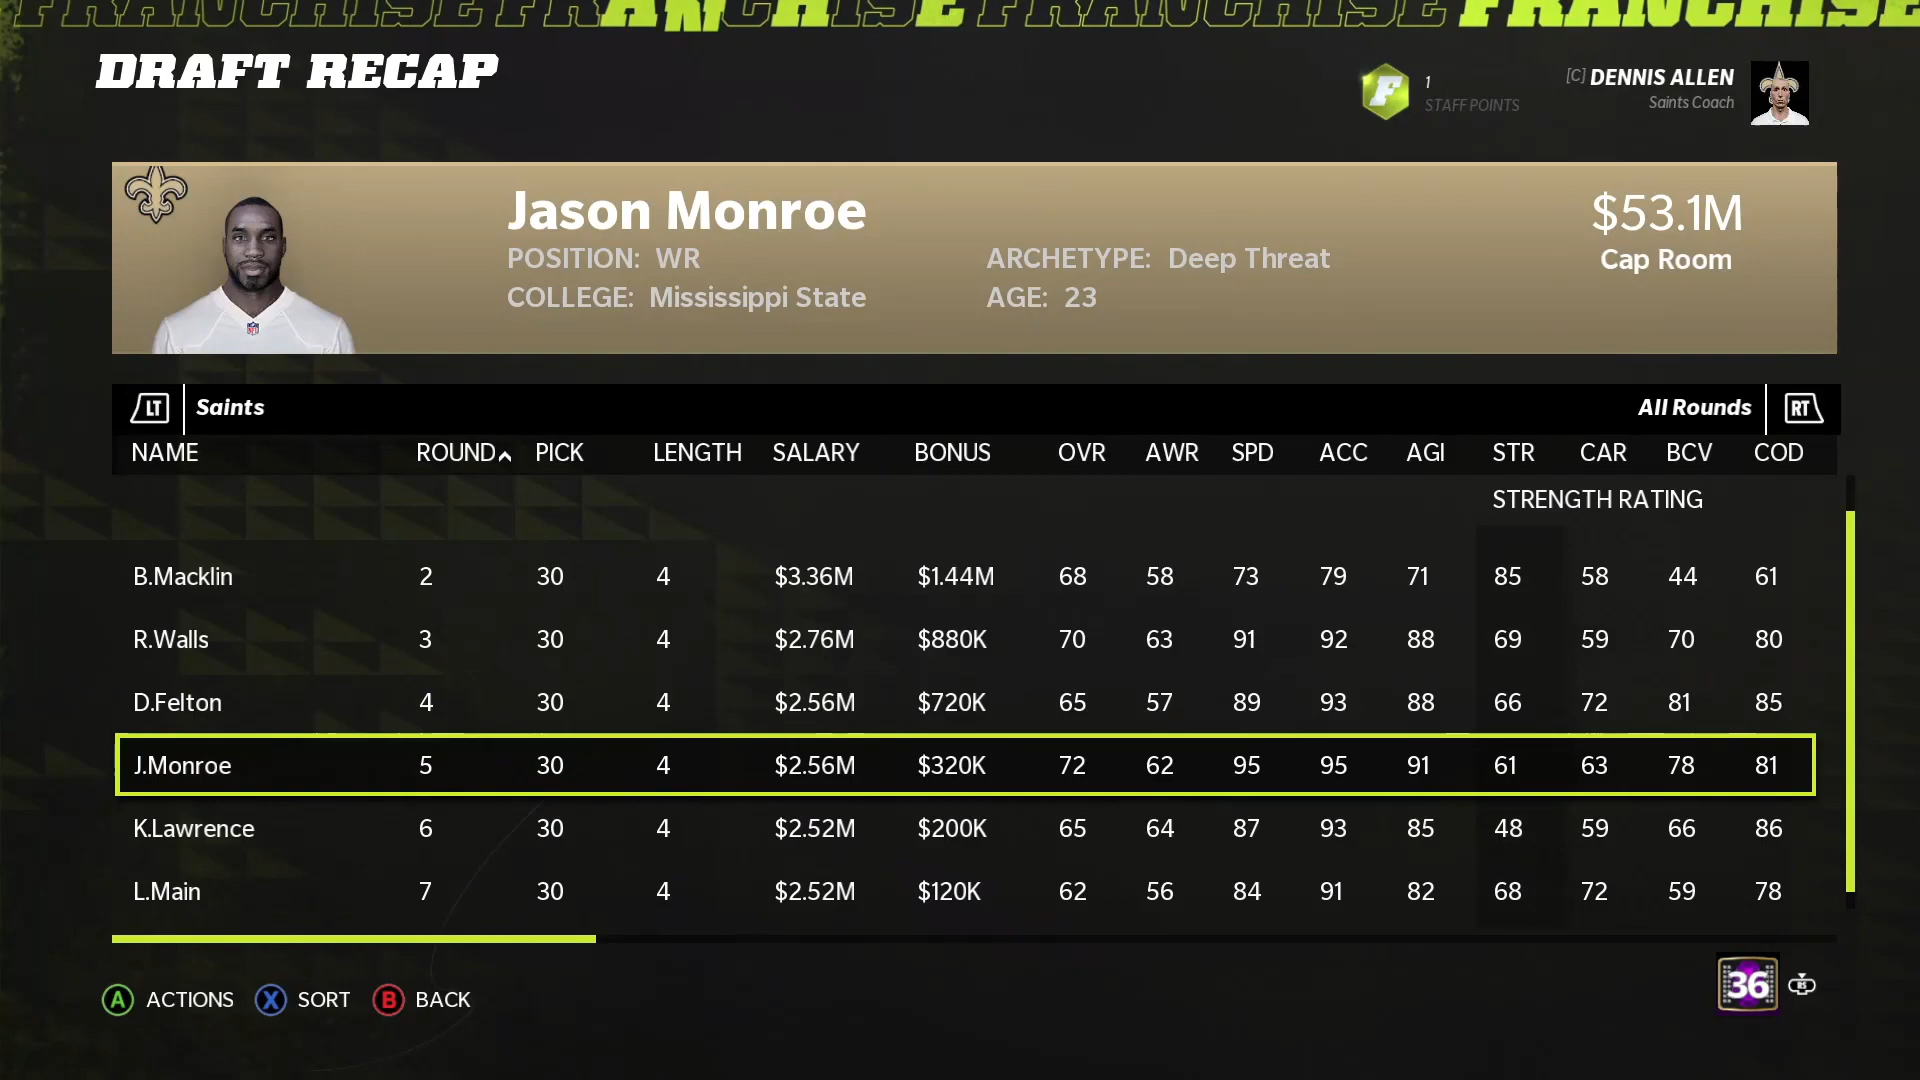 FRANCHISE FRANCHISE FRANCHISE FRANCHISE
DRAFT RECAP
F
1
STAFF POINTS
[C] DENNIS ALLEN
Saints Coach
Jason Monroe
POSITION: WR
ARCHETYPE: Deep Threat
COLLEGE: Mississippi State
AGE: 23
$53.1M
Cap Room
LT Saints
All Rounds RT
NAME ROUND PICK LENGTH SALARY BONUS OVR AWR SPD ACC AGI STR CAR BCV COD
STRENGTH RATING
B.Macklin 2 30 4 $3.36M $1.44M 68 58 73 79 71 85 58 44 61
R.Walls 3 30 4 $2.76M $880K 70 63 91 92 88 69 59 70 80
D.Felton 4 30 4 $2.56M $720K 65 57 89 93 88 66 72 81 85
J.Monroe 5 30 4 $2.56M $320K 72 62 95 95 91 61 63 78 81
K.Lawrence 6 30 4 $2.52M $200K 65 64 87 93 85 48 59 66 86
L.Main 7 30 4 $2.52M $120K 62 56 84 91 82 68 72 59 78
A ACTIONS X SORT B BACK
36 RS